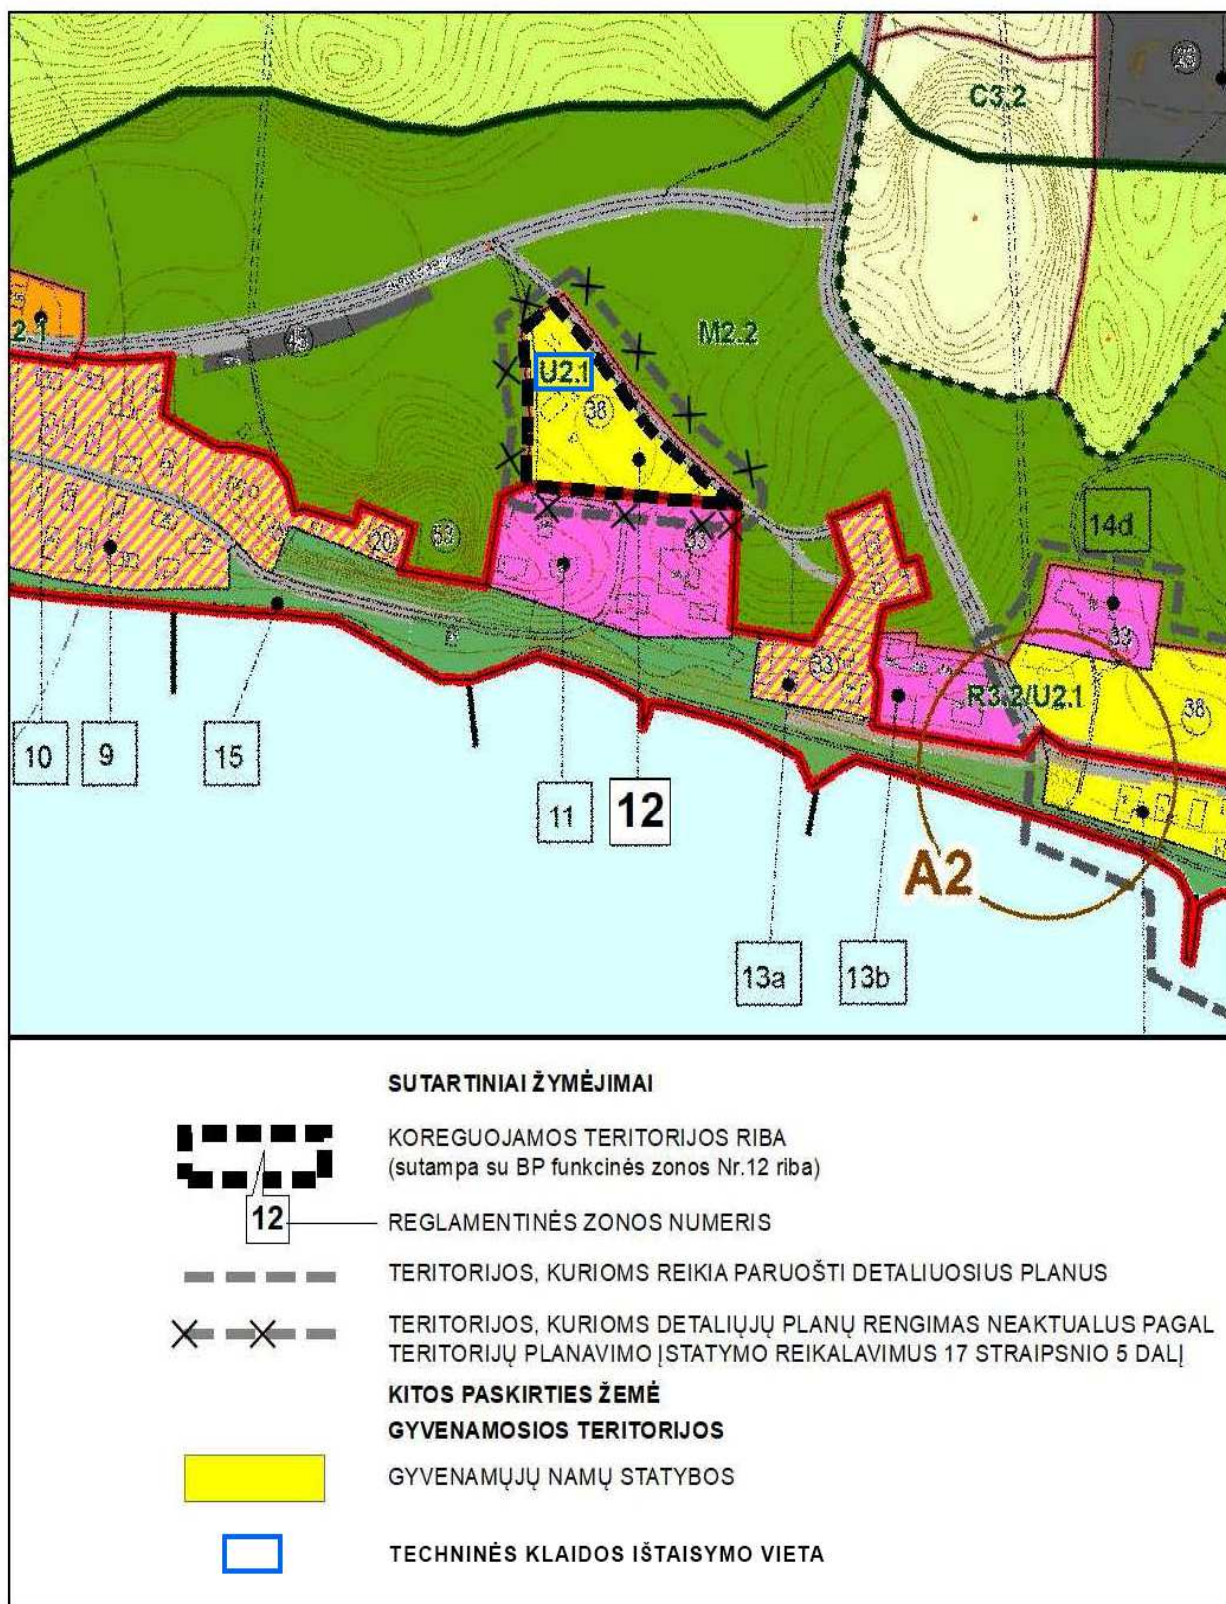 25
C3.2
M2.2
2.1
45
U2.1
38
14d
53
20
33
39
R3.2/U2.1
38
10
9
15
11
12
A2
13a
13b
SUTARTINIAI ŽYMĖJIMAI
KOREGUOJAMOS TERITORIJOS RIBA
(sutampa su BP funkcinės zonos Nr.12 riba)
12
REGLAMENTINĖS ZONOS NUMERIS
TERITORIJOS, KURIOMS REIKIA PARUOŠTI DETALIUOSIUS PLANUS
TERITORIJOS, KURIOMS DETALIŲJŲ PLANŲ RENGIMAS NEAKTUALUS PAGAL
TERITORIJŲ PLANAVIMO ĮSTATYMO REIKALAVIMUS 17 STRAIPSNIO 5 DALĮ
KITOS PASKIRTIES ŽEMĖ
GYVENAMOSIOS TERITORIJOS
GYVENAMŲJŲ NAMŲ STATYBOS
TECHNINĖS KLAIDOS IŠTAISYMO VIETA